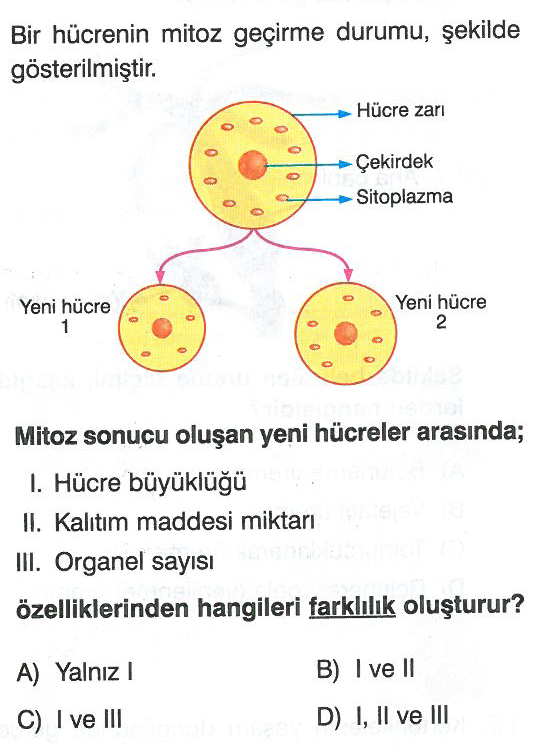 Bir hücrenin mitoz geçirme durumu, şekilde
gösterilmiştir.
Hücre zarı
Çekirdek
Sitoplazma
Yeni hücre
1
Yeni hücre
2
Mitoz sonucu oluşan yeni hücreler arasında;
I. Hücre büyüklüğü
II. Kalıtım maddesi miktarı
III. Organel sayısı
özelliklerinden hangileri farklılık oluşturur?
A) Yalnız I
B) I ve II
C) I ve III
D) I, II ve III